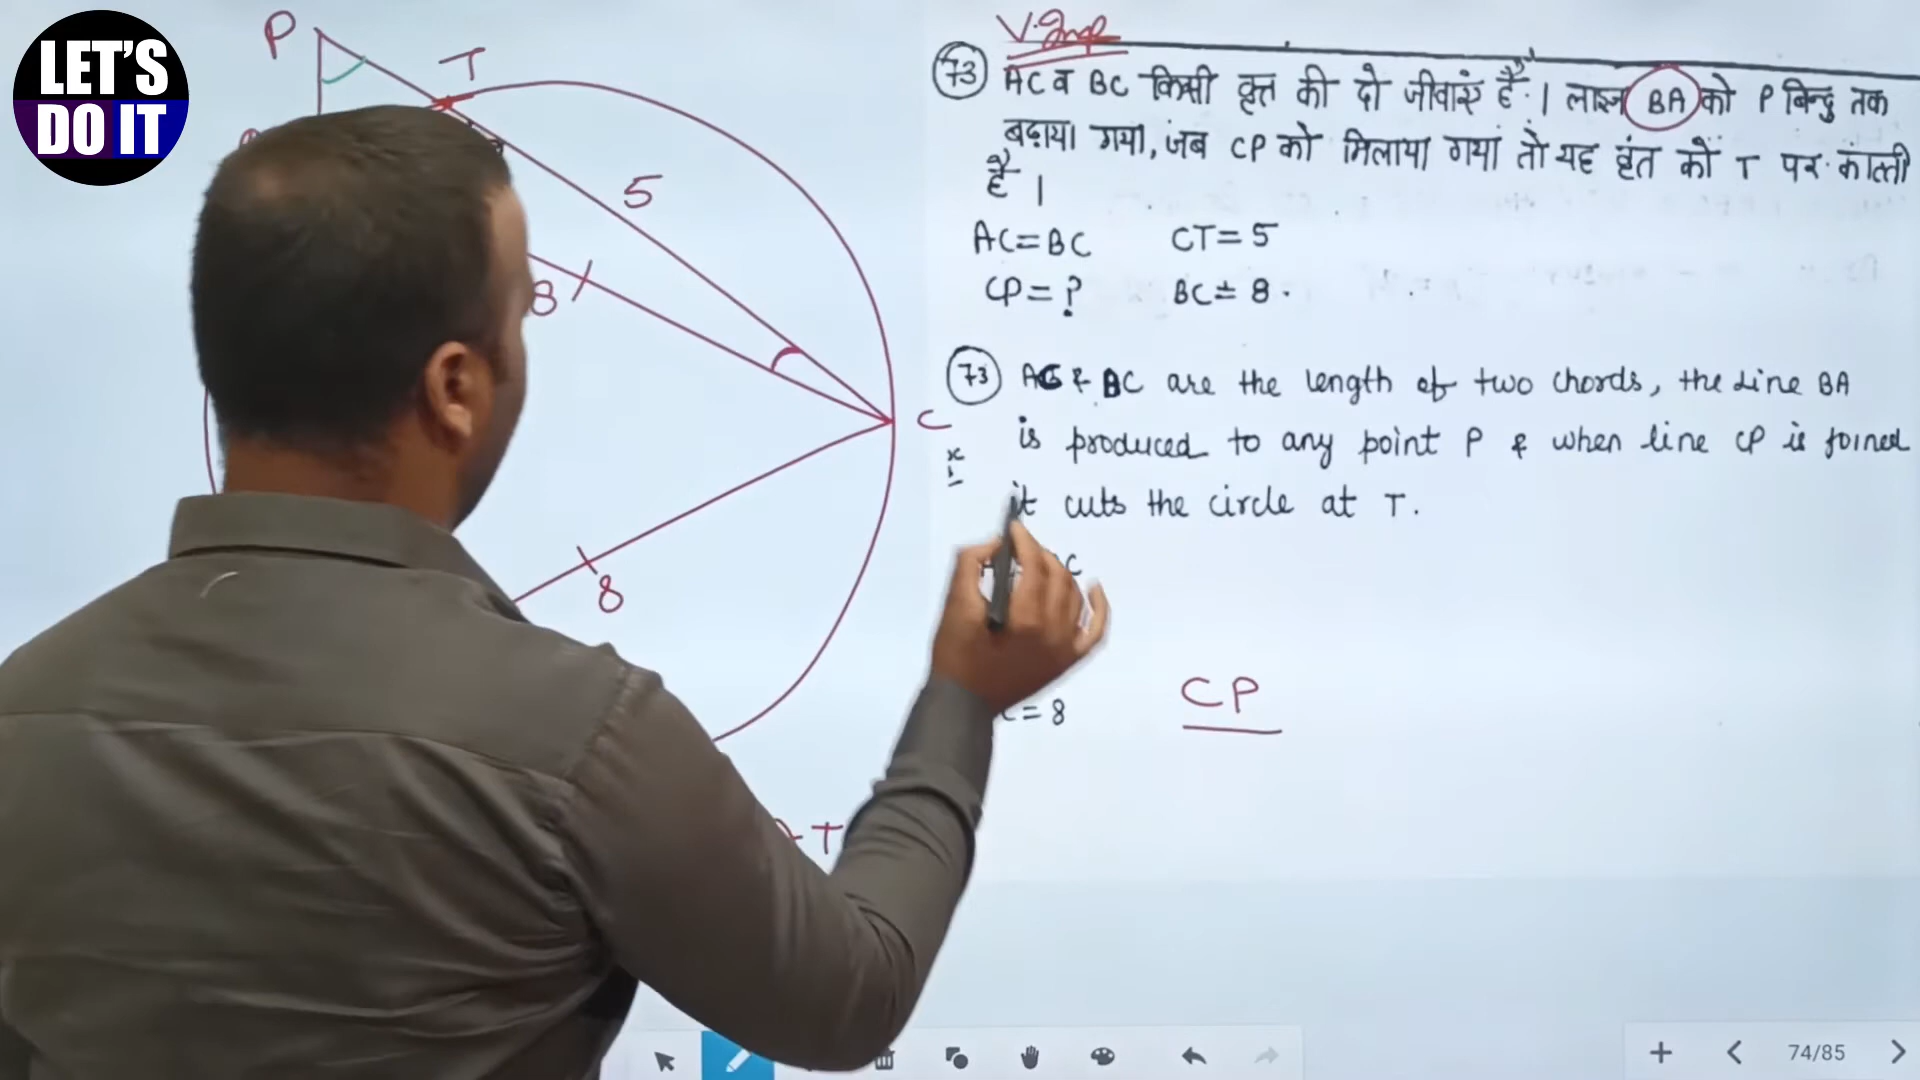 LET'S
DO IT
P
T
5
8
C
8
T
V. Imp
73 AC व BC किसी वृत्त की दो जीवाएं हैं । लाइन BA को P बिन्दु तक
बढ़ाया गया, जब CP को मिलाया गया तो यह वृत को T पर काटती
है ।
AC = BC CT = 5
CP = ? BC = 8
73 AC & BC are the length of two chords, the line BA
is produced to any point P & when line CP is joined
it cuts the circle at T.
C
= 8
CP
74/85